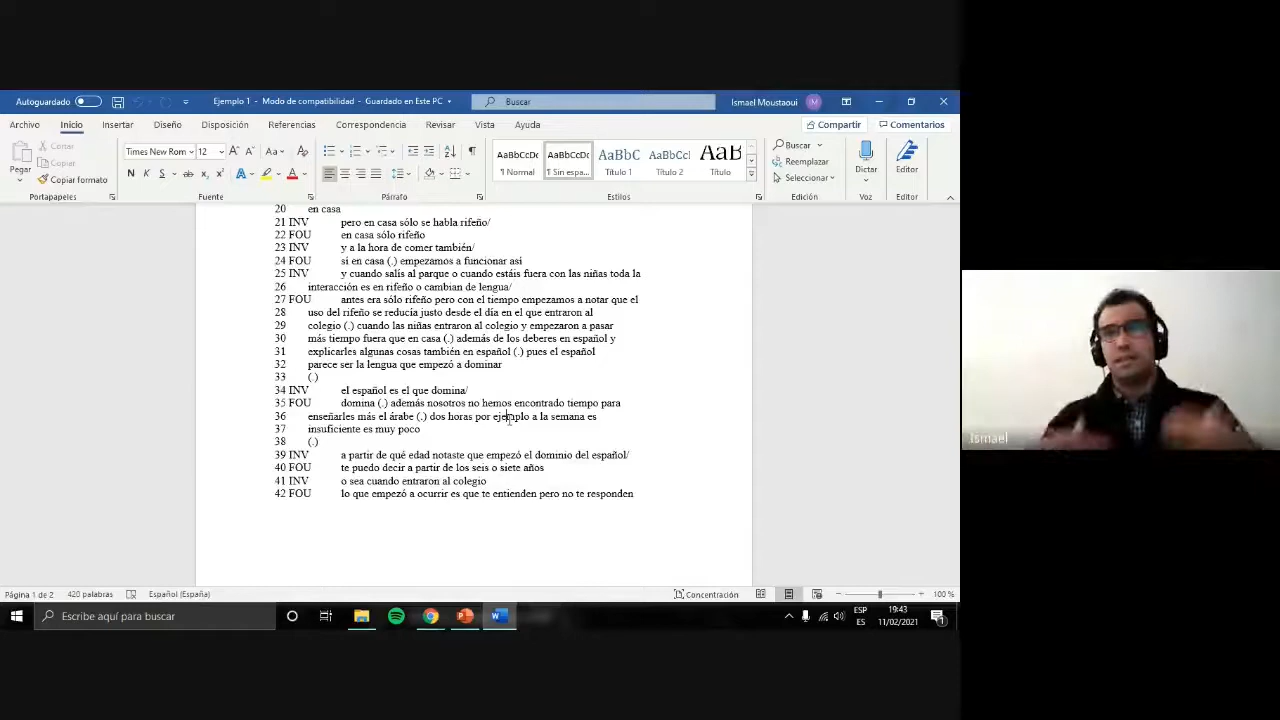 Autoguardado
Ejemplo 1 - Modo de compatibilidad - Guardado en Este PC
Buscar
Ismael Moustaoui
M
Archivo Inicio Insertar Diseño Disposición Referencias Correspondencia Revisar Vista Ayuda
Compartir Comentarios
Pegar
Cortar
Copiar
Copiar formato
Portapapeles
Times New Rom 12
N K S
Fuente
Párrafo
AaBbCcDc AaBbCcDc AaBbC AaBbCcI AaB
¶ Normal ¶ Sin espa... Título 1 Título 2 Título
Estilos
Buscar
Reemplazar
Seleccionar
Edición
Dictar
Voz
Editor
Editor
20 en casa
21 INV pero en casa sólo se habla rifeño/
22 FOU en casa sólo rifeño
23 INV y a la hora de comer también/
24 FOU sí en casa (.) empezamos a funcionar así
25 INV y cuando salís al parque o cuando estáis fuera con las niñas toda la
26 interacción es en rifeño o cambian de lengua/
27 FOU antes era sólo rifeño pero con el tiempo empezamos a notar que el
28 uso del rifeño se reducía justo desde el día en el que entraron al
29 colegio (.) cuando las niñas entraron al colegio y empezaron a pasar
30 más tiempo fuera que en casa (.) además de los deberes en español y
31 explicarles algunas cosas también en español (.) pues el español
32 parece ser la lengua que empezó a dominar
33 (.)
34 INV el español es el que domina/
35 FOU domina (.) además nosotros no hemos encontrado tiempo para
36 enseñarles más el árabe (.) dos horas por ejemplo a la semana es
37 insuficiente es muy poco
38 (.)
39 INV a partir de qué edad notaste que empezó el dominio del español/
40 FOU te puedo decir a partir de los seis o siete años
41 INV o sea cuando entraron al colegio
42 FOU lo que empezó a ocurrir es que te entienden pero no te responden
Ismael
Página 1 de 2 420 palabras Español (España)
Concentración
100 %
Escribe aquí para buscar
ESP
ES
19:43
11/02/2021
1